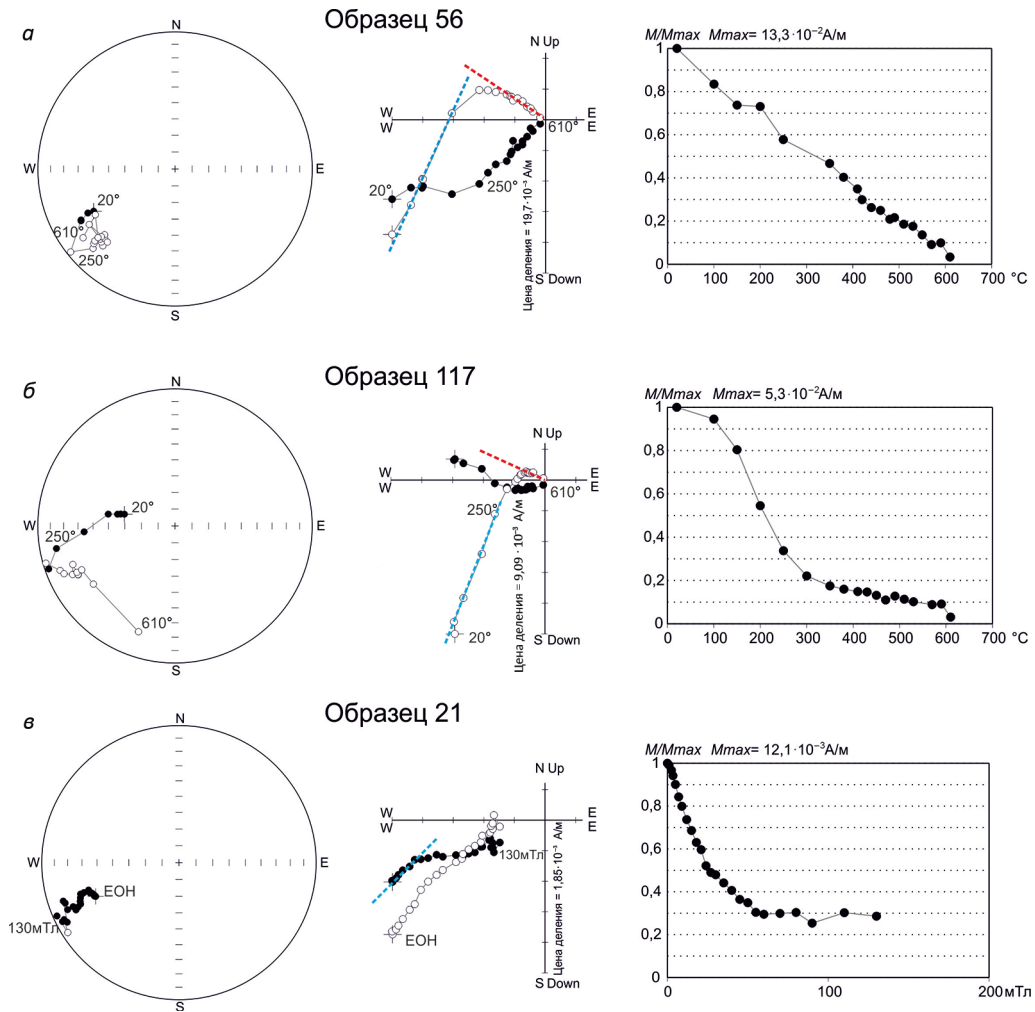 Образец 56
а
N
W
E
S
20°
610°
250°
N Up
W
E
W
E
610°
20°
250°
S Down
Цена деления = 19,7·10⁻³ А/м
M/Mmax Mmax= 13,3·10⁻²А/м
1
0,8
0,6
0,4
0,2
0
0 100 200 300 400 500 600 700 °C
Образец 117
б
N
W
E
S
20°
250°
610°
N Up
W
E
W
E
610°
250°
20°
S Down
Цена деления = 9,09 · 10⁻³ А/м
M/Mmax Mmax= 5,3·10⁻²А/м
1
0,8
0,6
0,4
0,2
0
0 100 200 300 400 500 600 700 °C
Образец 21
в
N
W
E
S
ЕОН
130мТл
N Up
W
E
W
E
130мТл
ЕОН
S Down
Цена деления = 1,85·10⁻³ А/м
M/Mmax Mmax= 12,1·10⁻³А/м
1
0,8
0,6
0,4
0,2
0
0 100 200 мТл